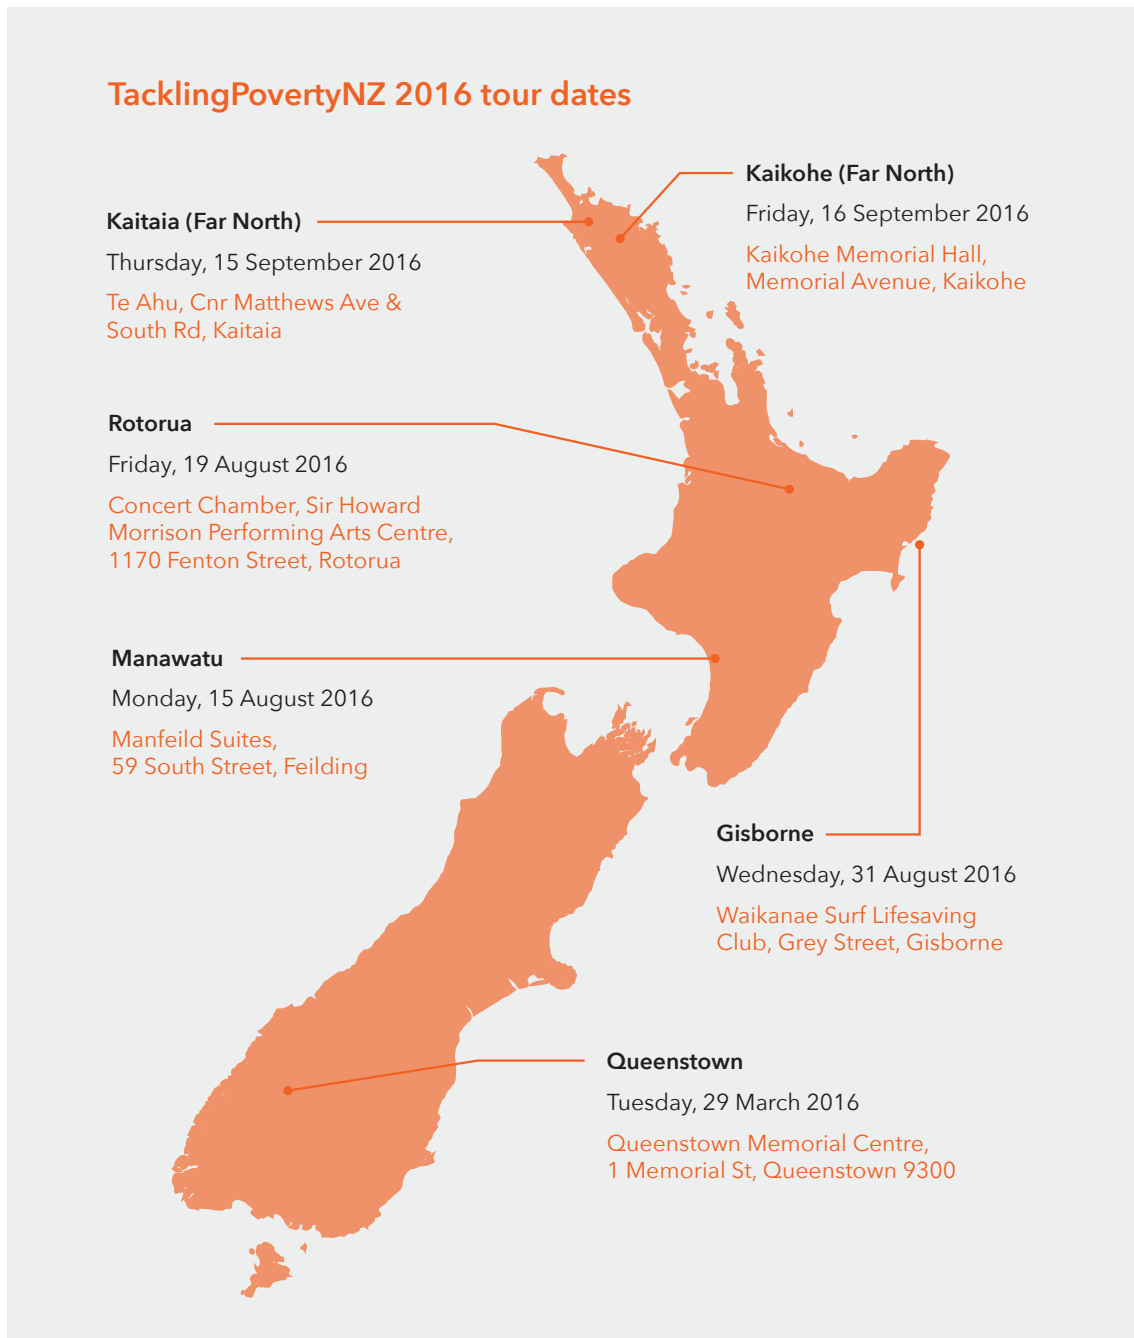 TacklingPovertyNZ 2016 tour dates
Kaikohe (Far North)
Friday, 16 September 2016
Kaikohe Memorial Hall,
Memorial Avenue, Kaikohe
Kaitaia (Far North)
Thursday, 15 September 2016
Te Ahu, Cnr Matthews Ave &
South Rd, Kaitaia
Rotorua
Friday, 19 August 2016
Concert Chamber, Sir Howard
Morrison Performing Arts Centre,
1170 Fenton Street, Rotorua
Manawatu
Monday, 15 August 2016
Manfeild Suites,
59 South Street, Feilding
Gisborne
Wednesday, 31 August 2016
Waikanae Surf Lifesaving
Club, Grey Street, Gisborne
Queenstown
Tuesday, 29 March 2016
Queenstown Memorial Centre,
1 Memorial St, Queenstown 9300